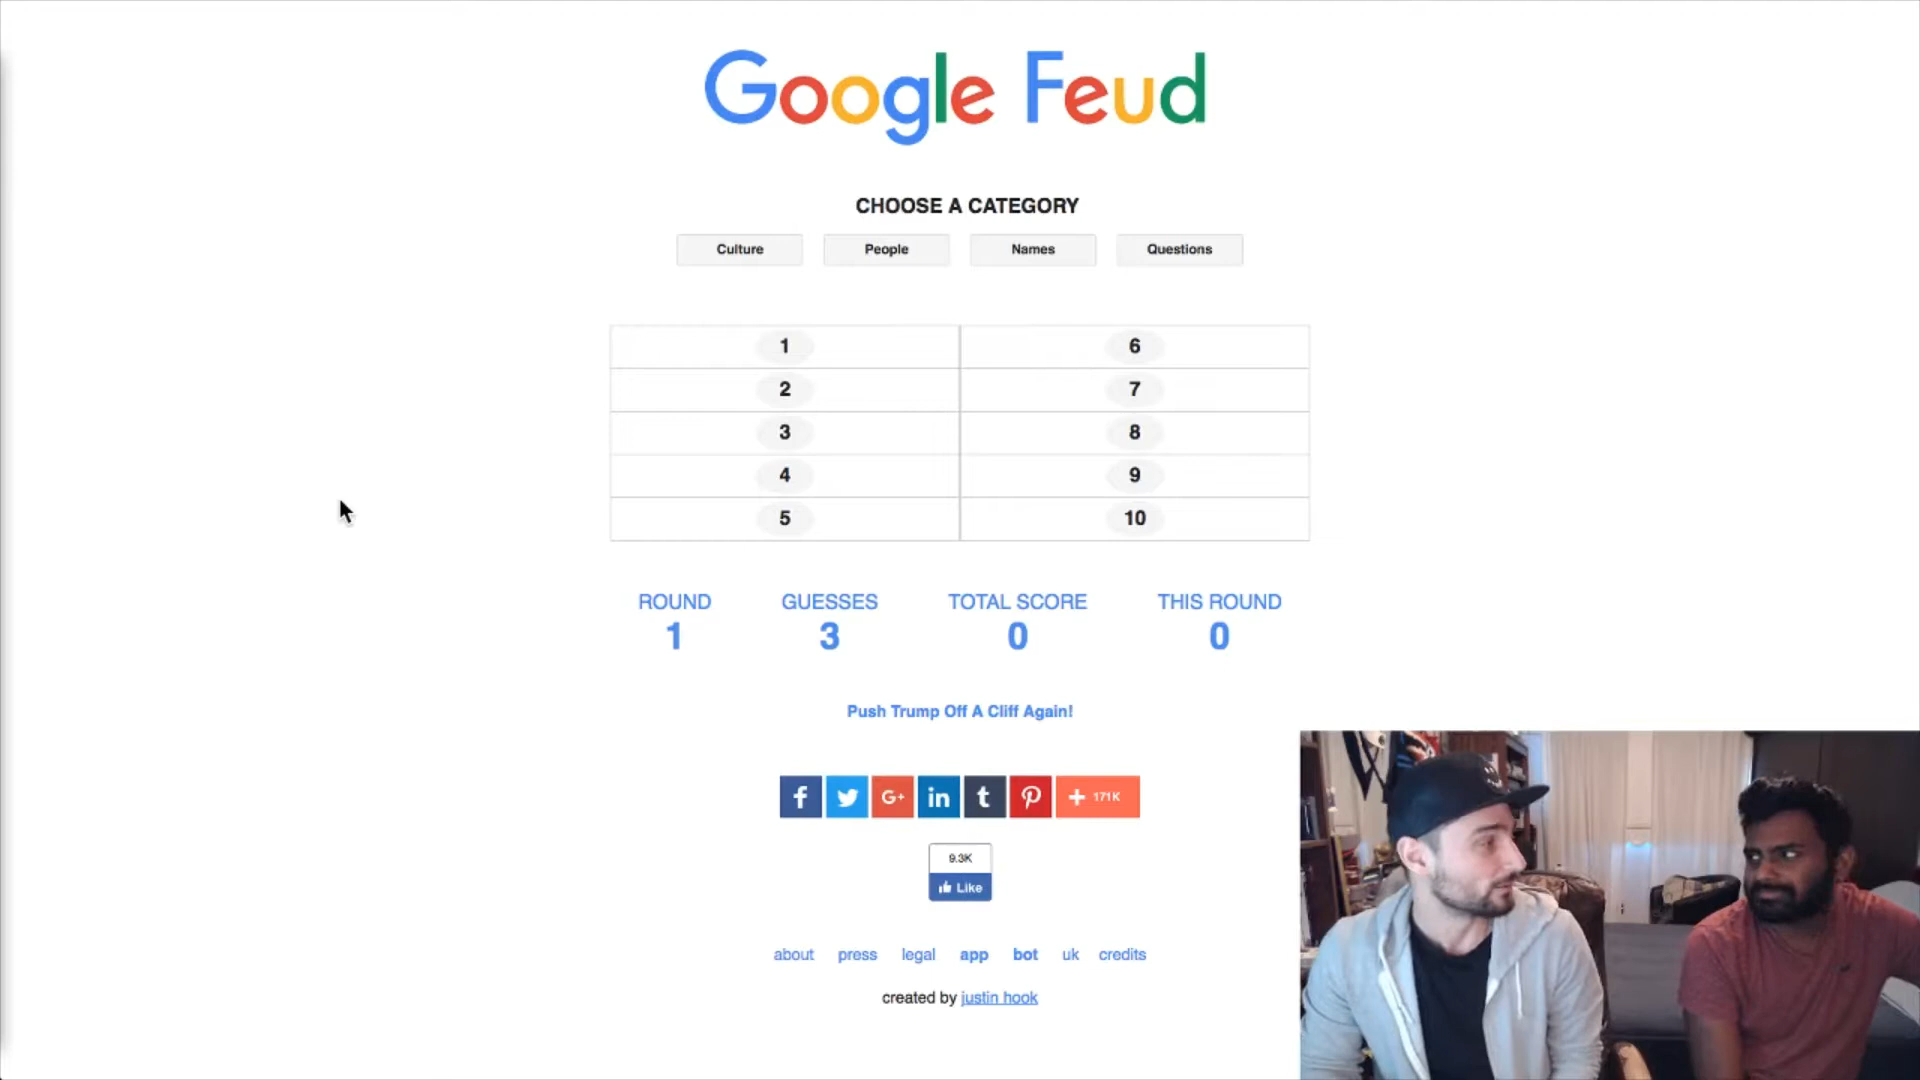 Google Feud
CHOOSE A CATEGORY
Culture People Names Questions
1 6
2 7
3 8
4 9
5 10
ROUND GUESSES TOTAL SCORE THIS ROUND
1 3 0 0
Push Trump Off A Cliff Again!
f G+ in t + 171K
9.3K
Like
about press legal app bot uk credits
created by justin hook